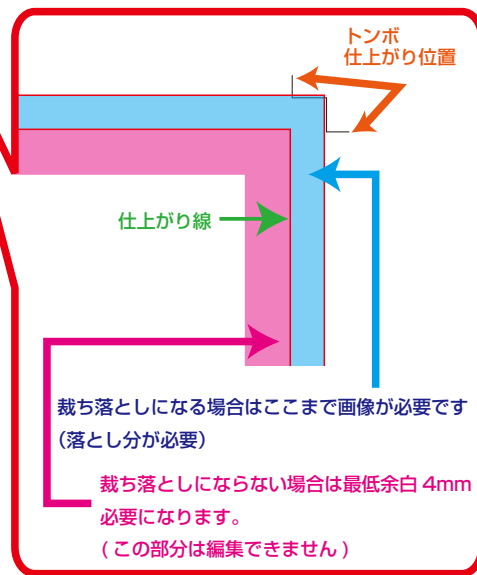 トンボ
仕上がり位置
仕上がり線
裁ち落としになる場合はここまで画像が必要です
（落とし分が必要）
裁ち落としにならない場合は最低余白 4mm
必要になります。
( この部分は編集できません )